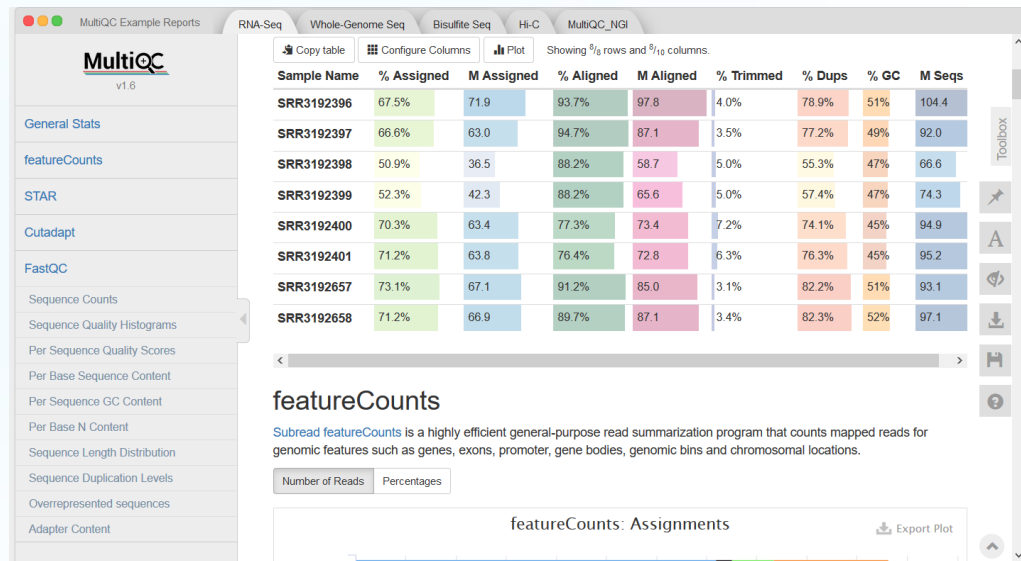 MultiQC Example Reports
RNA-Seq
Whole-Genome Seq
Bisulfite Seq
Hi-C
MultiQC_NGI
MultiQC
v1.6
General Stats
featureCounts
STAR
Cutadapt
FastQC
Sequence Counts
Sequence Quality Histograms
Per Sequence Quality Scores
Per Base Sequence Content
Per Sequence GC Content
Per Base N Content
Sequence Length Distribution
Sequence Duplication Levels
Overrepresented sequences
Adapter Content
Copy table Configure Columns Plot Showing 8/8 rows and 8/10 columns.
Sample Name % Assigned M Assigned % Aligned M Aligned % Trimmed % Dups % GC M Seqs
SRR3192396 67.5% 71.9 93.7% 97.8 4.0% 78.9% 51% 104.4
SRR3192397 66.6% 63.0 94.7% 87.1 3.5% 77.2% 49% 92.0
SRR3192398 50.9% 36.5 88.2% 58.7 5.0% 55.3% 47% 66.6
SRR3192399 52.3% 42.3 88.2% 65.6 5.0% 57.4% 47% 74.3
SRR3192400 70.3% 63.4 77.3% 73.4 7.2% 74.1% 45% 94.9
SRR3192401 71.2% 63.8 76.4% 72.8 6.3% 76.3% 45% 95.2
SRR3192657 73.1% 67.1 91.2% 85.0 3.1% 82.2% 51% 93.1
SRR3192658 71.2% 66.9 89.7% 87.1 3.4% 82.3% 52% 97.1
featureCounts
Subread featureCounts is a highly efficient general-purpose read summarization program that counts mapped reads for
genomic features such as genes, exons, promoter, gene bodies, genomic bins and chromosomal locations.
Number of Reads Percentages
featureCounts: Assignments
Export Plot
Toolbox
A